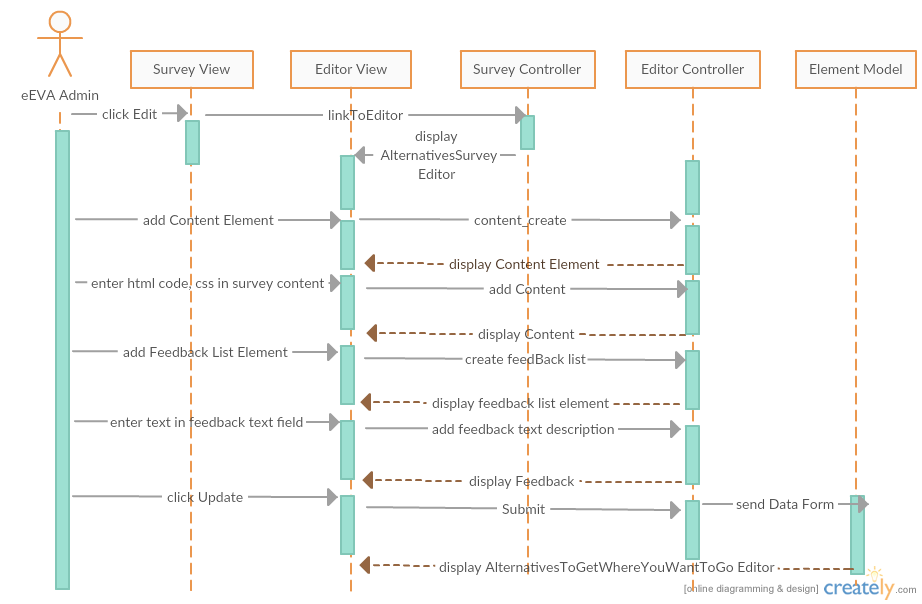 Survey View
Editor View
Survey Controller
Editor Controller
Element Model
eEVA Admin
click Edit
linkToEditor
display
AlternativesSurvey
Editor
add Content Element
content_create
display Content Element
enter html code, css in survey content
add Content
display Content
add Feedback List Element
create feedBack list
display feedback list element
enter text in feedback text field
add feedback text description
display Feedback
click Update
Submit
send Data Form
display AlternativesToGetWhereYouWantToGo Editor
[online diagramming & design] creately.com